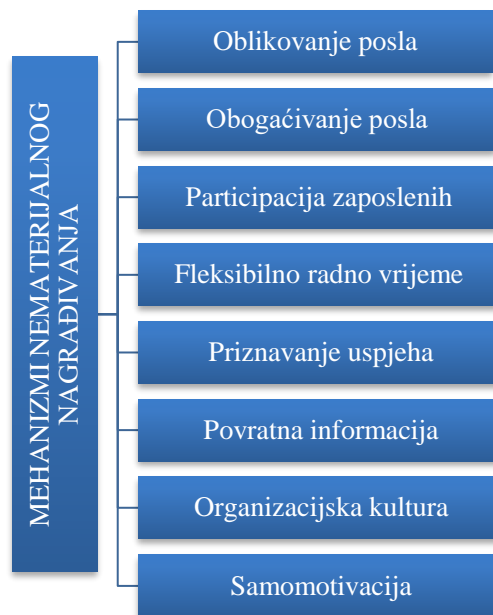 MEHANIZMI NEMATERIJALNOG
NAGRAĐIVANJA
Oblikovanje posla
Obogaćivanje posla
Participacija zaposlenih
Fleksibilno radno vrijeme
Priznavanje uspjeha
Povratna informacija
Organizacijska kultura
Samomotivacija